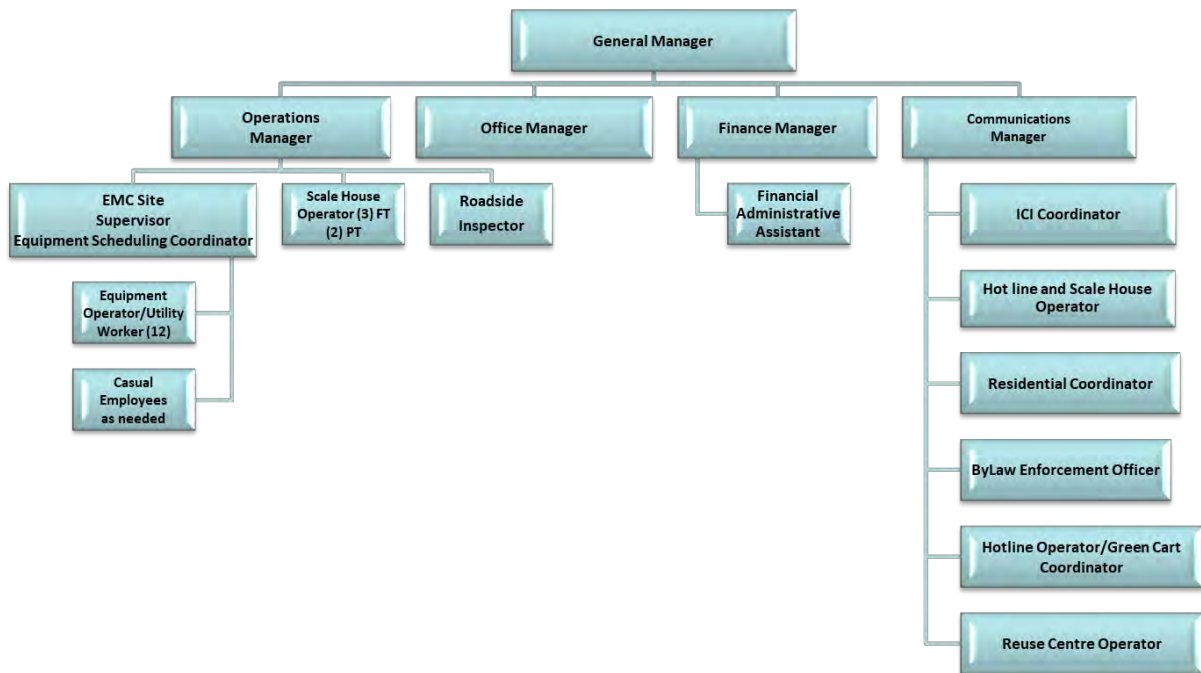 General Manager
Operations
Manager
Office Manager
Finance Manager
Communications
Manager
EMC Site
Supervisor
Equipment Scheduling Coordinator
Scale House
Operator (3) FT
(2) PT
Roadside
Inspector
Financial
Administrative
Assistant
ICI Coordinator
Equipment
Operator/Utility
Worker (12)
Hot line and Scale House
Operator
Casual
Employees
as needed
Residential Coordinator
ByLaw Enforcement Officer
Hotline Operator/Green Cart
Coordinator
Reuse Centre Operator